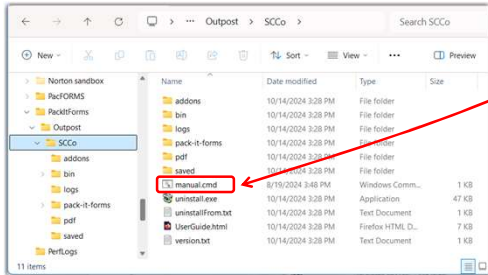 Outpost > SCCo > Search SCCo
New Sort View ... Preview
Norton sandbox
PacFORMS
PackItForms
Outpost
SCCo
addons
bin
logs
pack-it-forms
pdf
saved
PerfLogs
Name Date modified Type Size
addons 10/14/2024 3:28 PM File folder
bin 10/14/2024 3:28 PM File folder
logs 10/14/2024 3:28 PM File folder
pack-it-forms 10/14/2024 3:28 PM File folder
pdf 10/14/2024 3:28 PM File folder
saved 10/14/2024 3:28 PM File folder
manual.cmd 8/19/2024 3:48 PM Windows Comm... 1 KB
uninstall.exe 10/14/2024 3:28 PM Application 47 KB
uninstallFrom.txt 10/14/2024 3:28 PM Text Document 1 KB
UserGuide.html 10/14/2024 3:28 PM Firefox HTML D... 7 KB
version.txt 10/14/2024 3:28 PM Text Document 1 KB
11 items